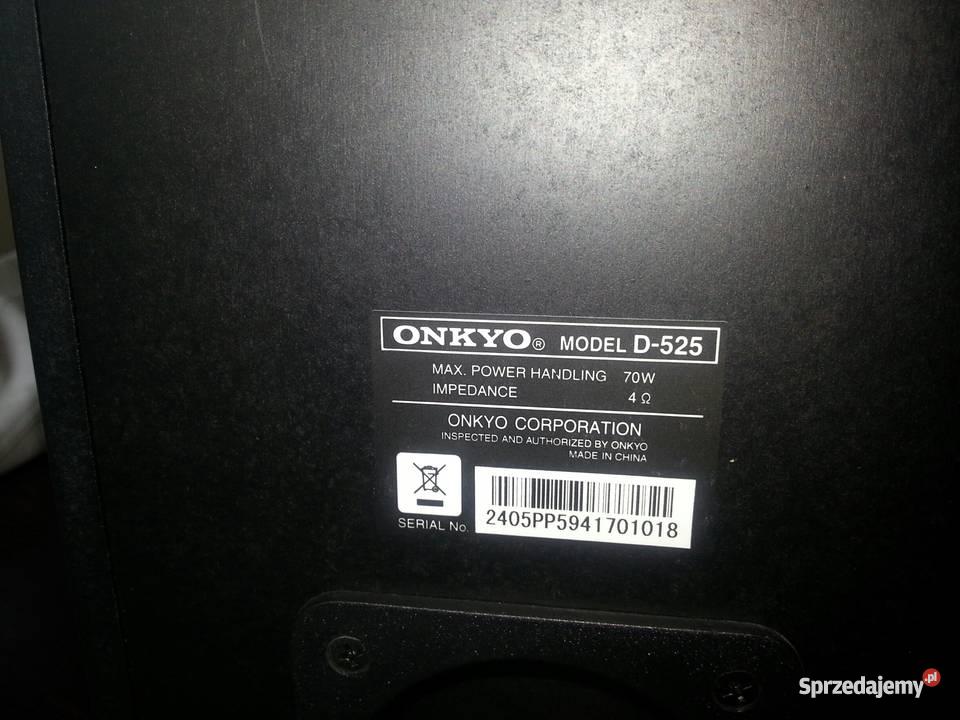 ONKYO® MODEL D-525
MAX. POWER HANDLING 70W
IMPEDANCE 4 Ω
ONKYO CORPORATION
INSPECTED AND AUTHORIZED BY ONKYO
MADE IN CHINA
SERIAL No. 2405PP5941701018
Sprzedajemy.pl